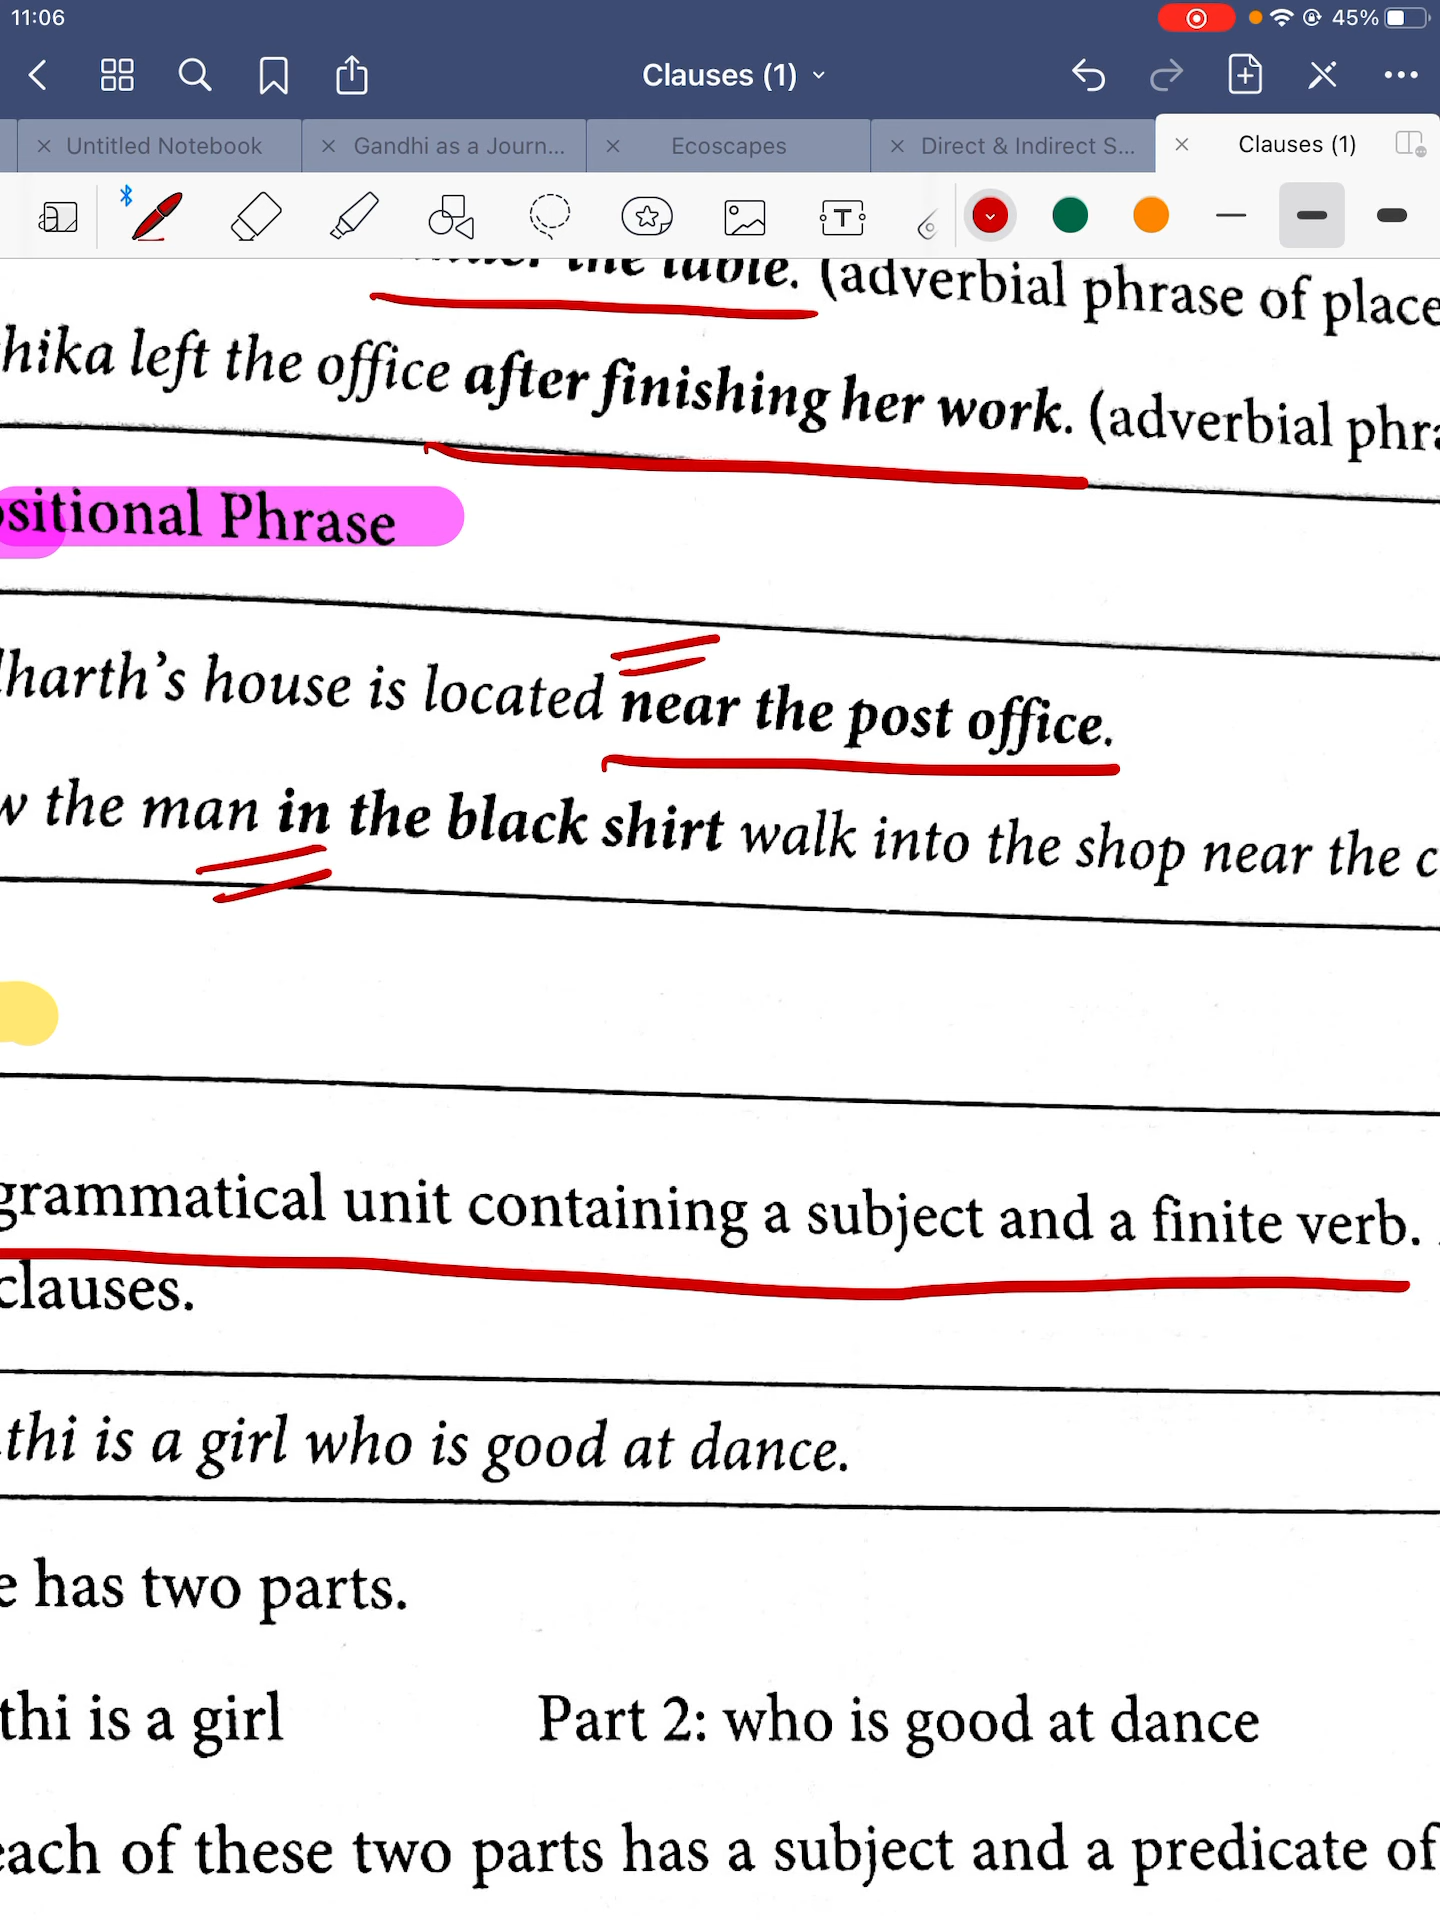 11:06
45%
Clauses (1)
Untitled Notebook
Gandhi as a Journ...
Ecoscapes
Direct & Indirect S...
Clauses (1)
the table. (adverbial phrase of place
hika left the office after finishing her work. (adverbial phra
sitional Phrase
harth's house is located near the post office.
w the man in the black shirt walk into the shop near the c
grammatical unit containing a subject and a finite verb.
clauses.
thi is a girl who is good at dance.
e has two parts.
thi is a girl Part 2: who is good at dance
each of these two parts has a subject and a predicate of